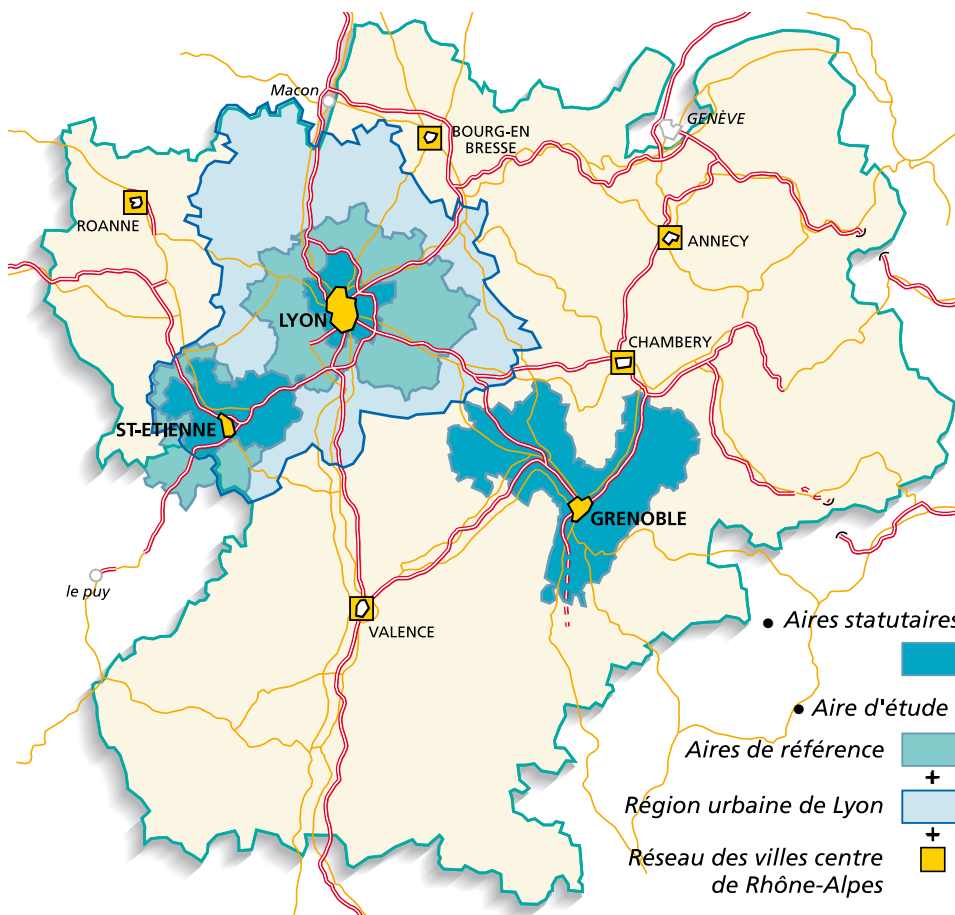 Macon
GENÈVE
BOURG-EN
BRESSE
ROANNE
ANNECY
LYON
CHAMBERY
ST-ETIENNE
GRENOBLE
le puy
VALENCE
• Aires statutaires
• Aire d'étude
Aires de référence
+
Région urbaine de Lyon
+
Réseau des villes centre
de Rhône-Alpes